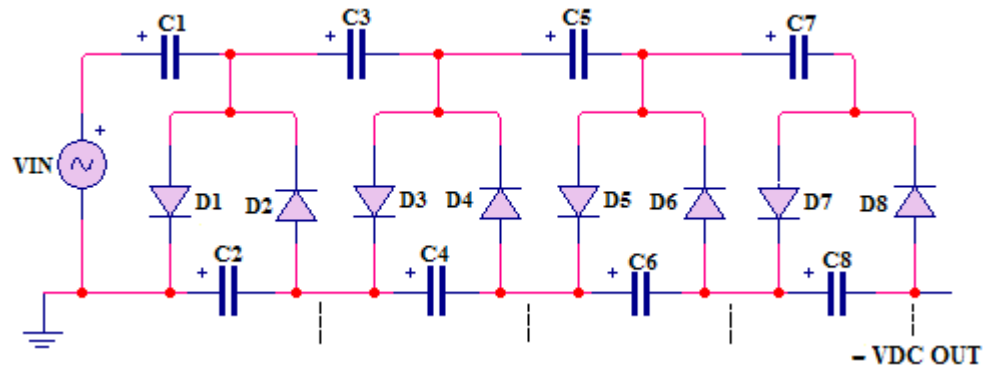 C1
C3
C5
C7
+
+
+
+
+
VIN
D1
D2
D3
D4
D5
D6
D7
D8
C2
C4
C6
C8
+
+
+
+
– VDC OUT